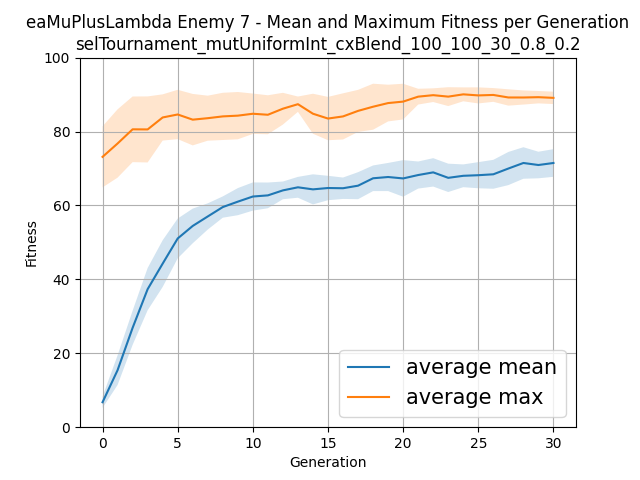 eaMuPlusLambda Enemy 7 - Mean and Maximum Fitness per Generation
selTournament_mutUniformInt_cxBlend_100_100_30_0.8_0.2
100
80
60
40
20
0
Fitness
average mean
average max
0 5 10 15 20 25 30
Generation